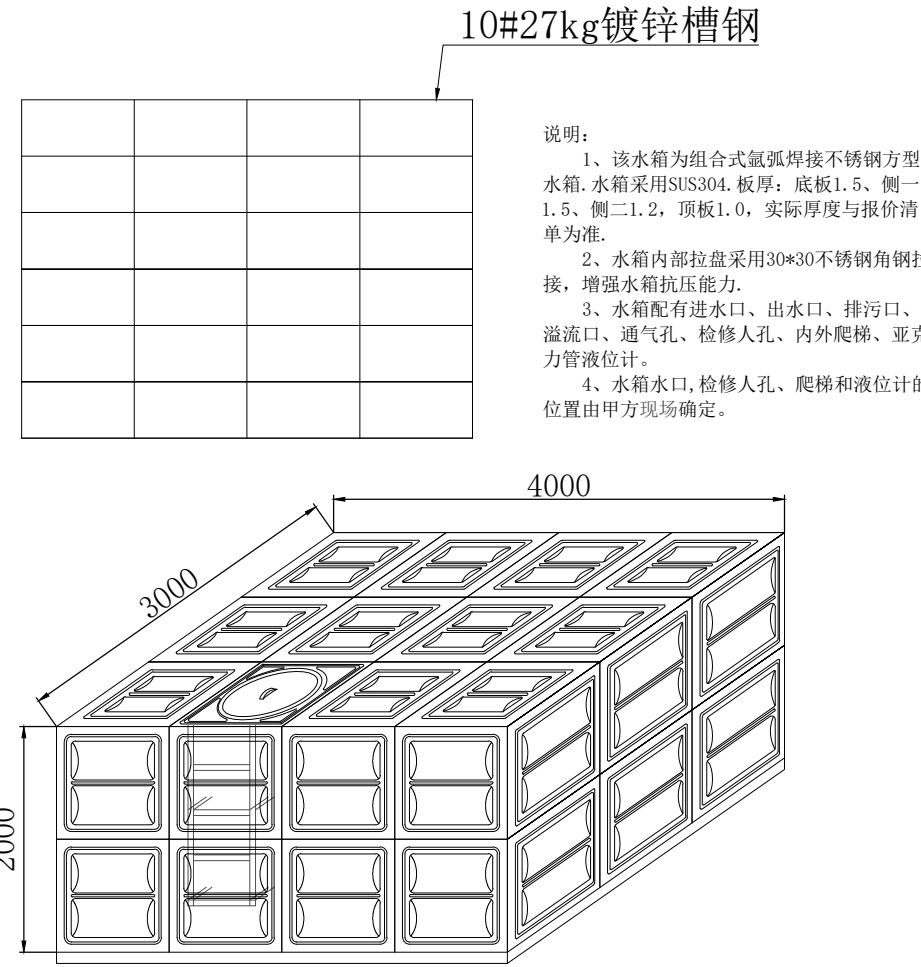 10#27kg镀锌槽钢
说明：
1、该水箱为组合式氩弧焊接不锈钢方型
水箱.水箱采用SUS304.板厚：底板1.5、侧一
1.5、侧二1.2，顶板1.0，实际厚度与报价清
单为准.
2、水箱内部拉盘采用30*30不锈钢角钢拉
接，增强水箱抗压能力.
3、水箱配有进水口、出水口、排污口、
溢流口、通气孔、检修人孔、内外爬梯、亚克
力管液位计。
4、水箱水口,检修人孔、爬梯和液位计的
位置由甲方现场确定。
4000
3000
2000